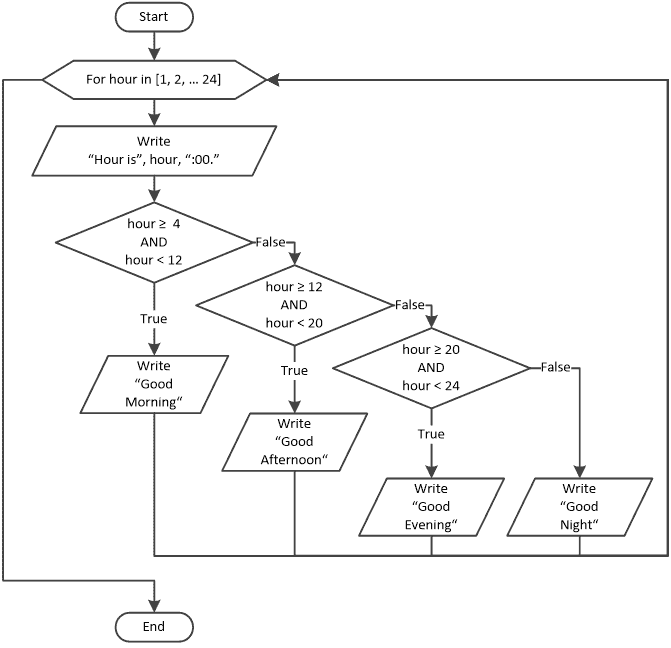 Start
For hour in [1, 2, ... 24]
Write
“Hour is”, hour, “:00.”
hour ≥  4
AND
hour < 12
False
hour ≥ 12
AND
hour < 20
False
hour ≥ 20
AND
hour < 24
False
True
Write
“Good
Morning“
True
Write
“Good
Afternoon“
True
Write
“Good
Evening“
Write
“Good
Night“
End